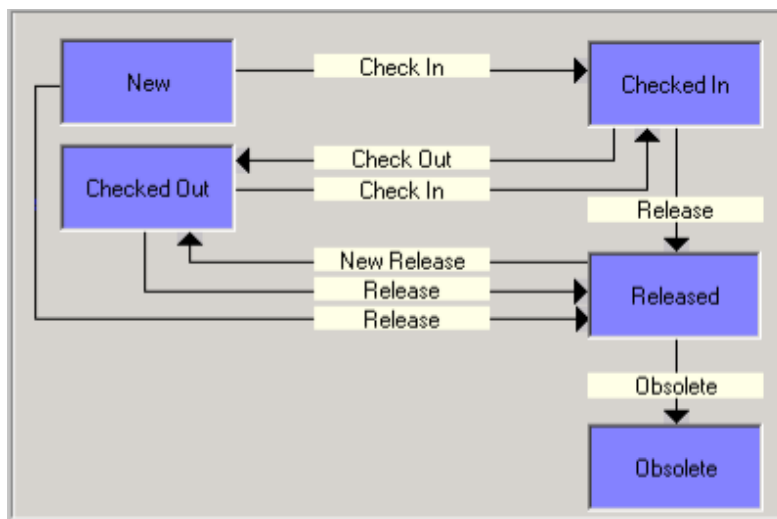 New
Check In
Checked In
Check Out
Checked Out
Check In
Release
New Release
Release
Released
Release
Obsolete
Obsolete